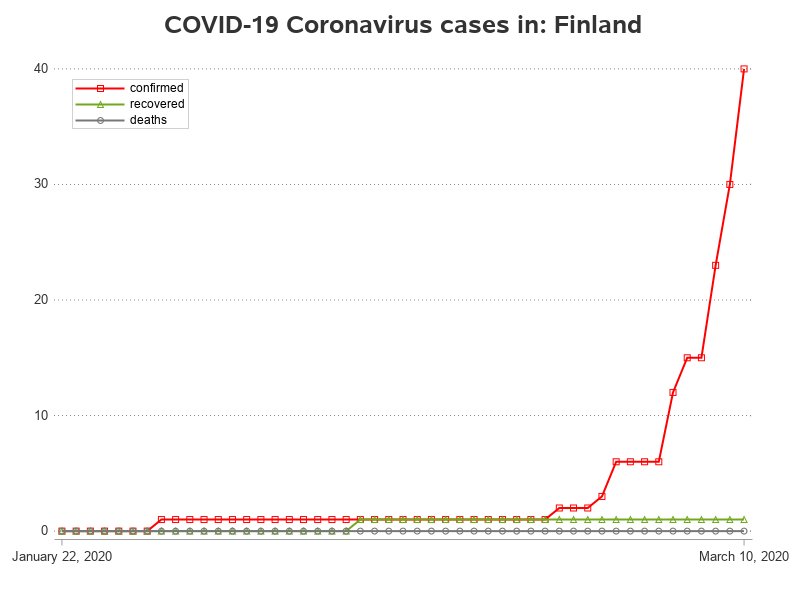 COVID-19 Coronavirus cases in: Finland
40
confirmed
recovered
deaths
30
20
10
0
January 22, 2020
March 10, 2020